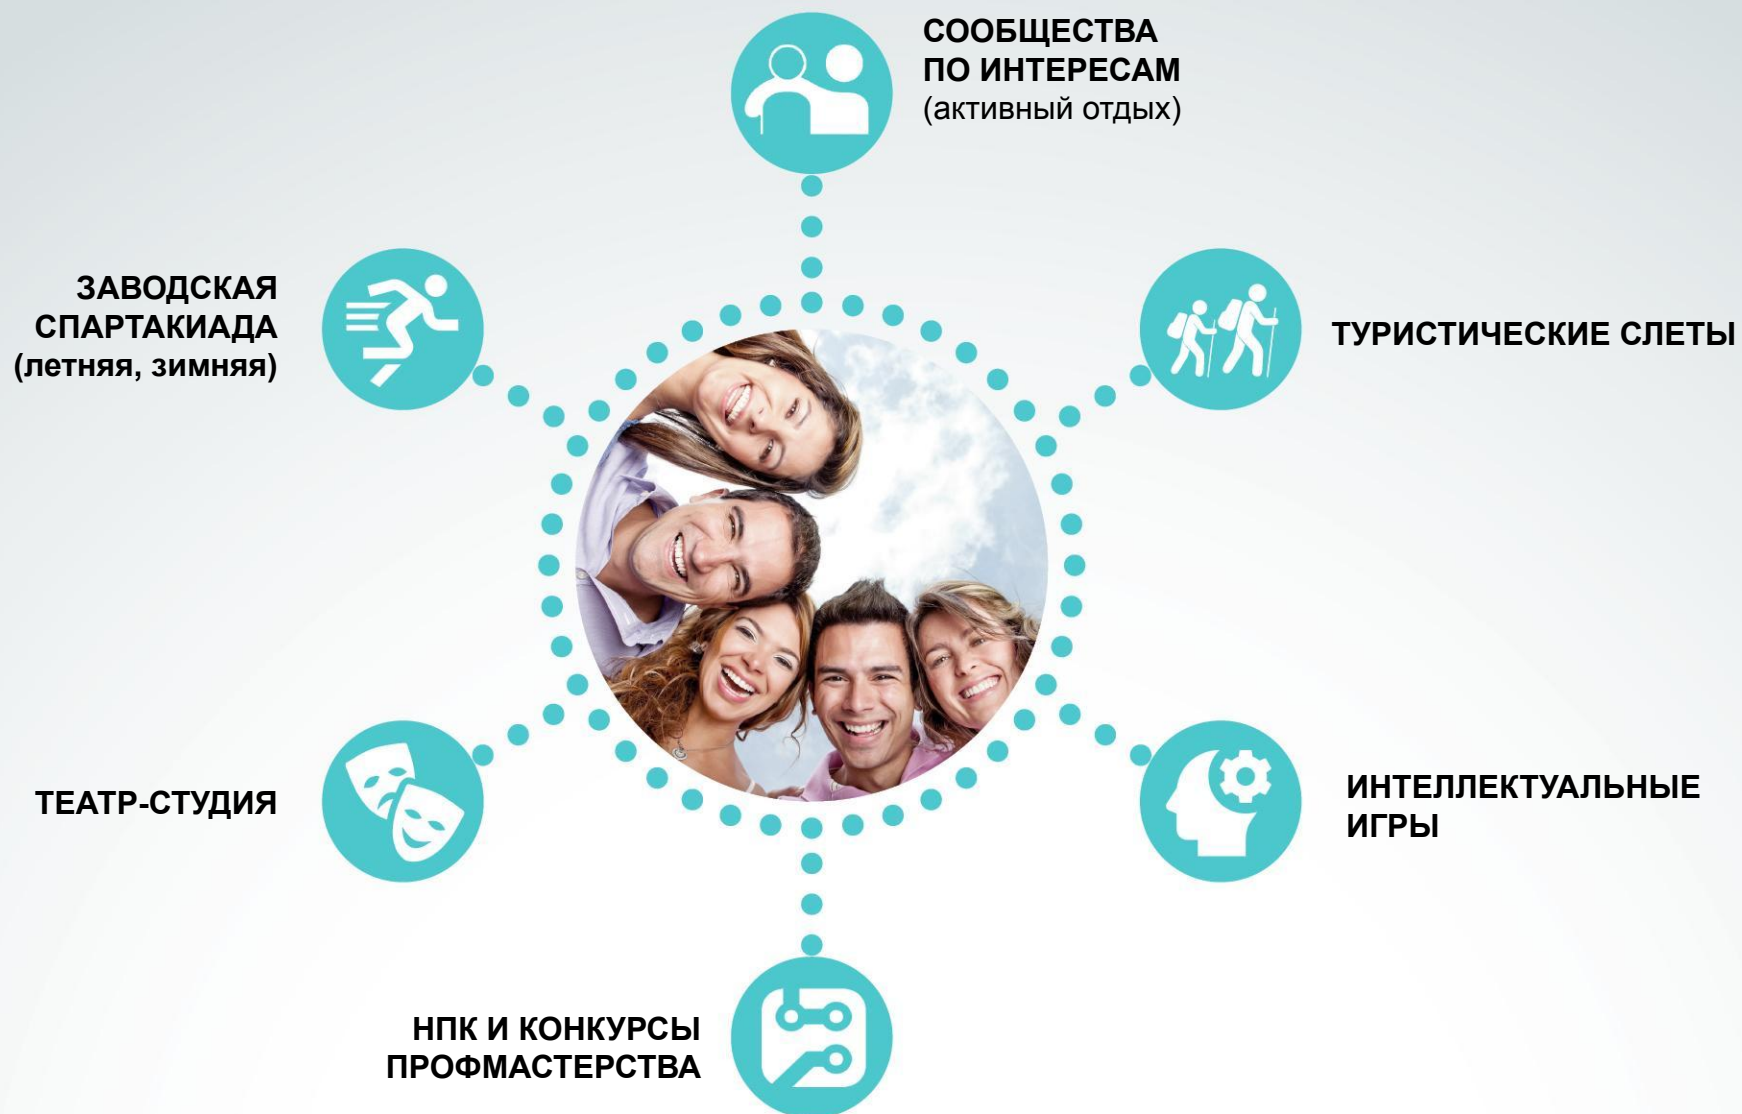 СООБЩЕСТВА
ПО ИНТЕРЕСАМ
(активный отдых)
ЗАВОДСКАЯ
СПАРТАКИАДА
(летняя, зимняя)
ТУРИСТИЧЕСКИЕ СЛЕТЫ
ТЕАТР-СТУДИЯ
ИНТЕЛЛЕКТУАЛЬНЫЕ
ИГРЫ
НПК И КОНКУРСЫ
ПРОФМАСТЕРСТВА